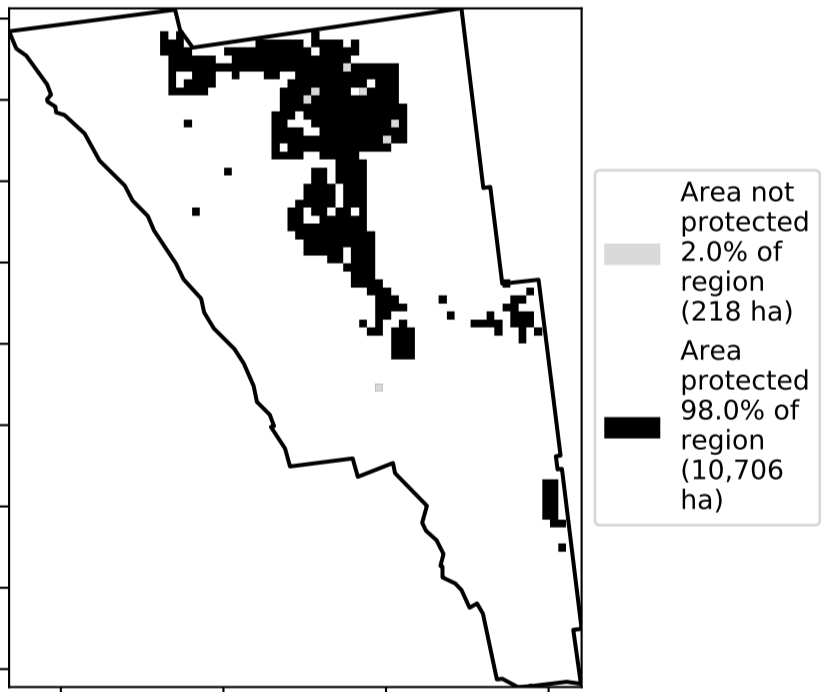 Area not
protected
2.0% of
region
(218 ha)
Area
protected
98.0% of
region
(10,706
ha)